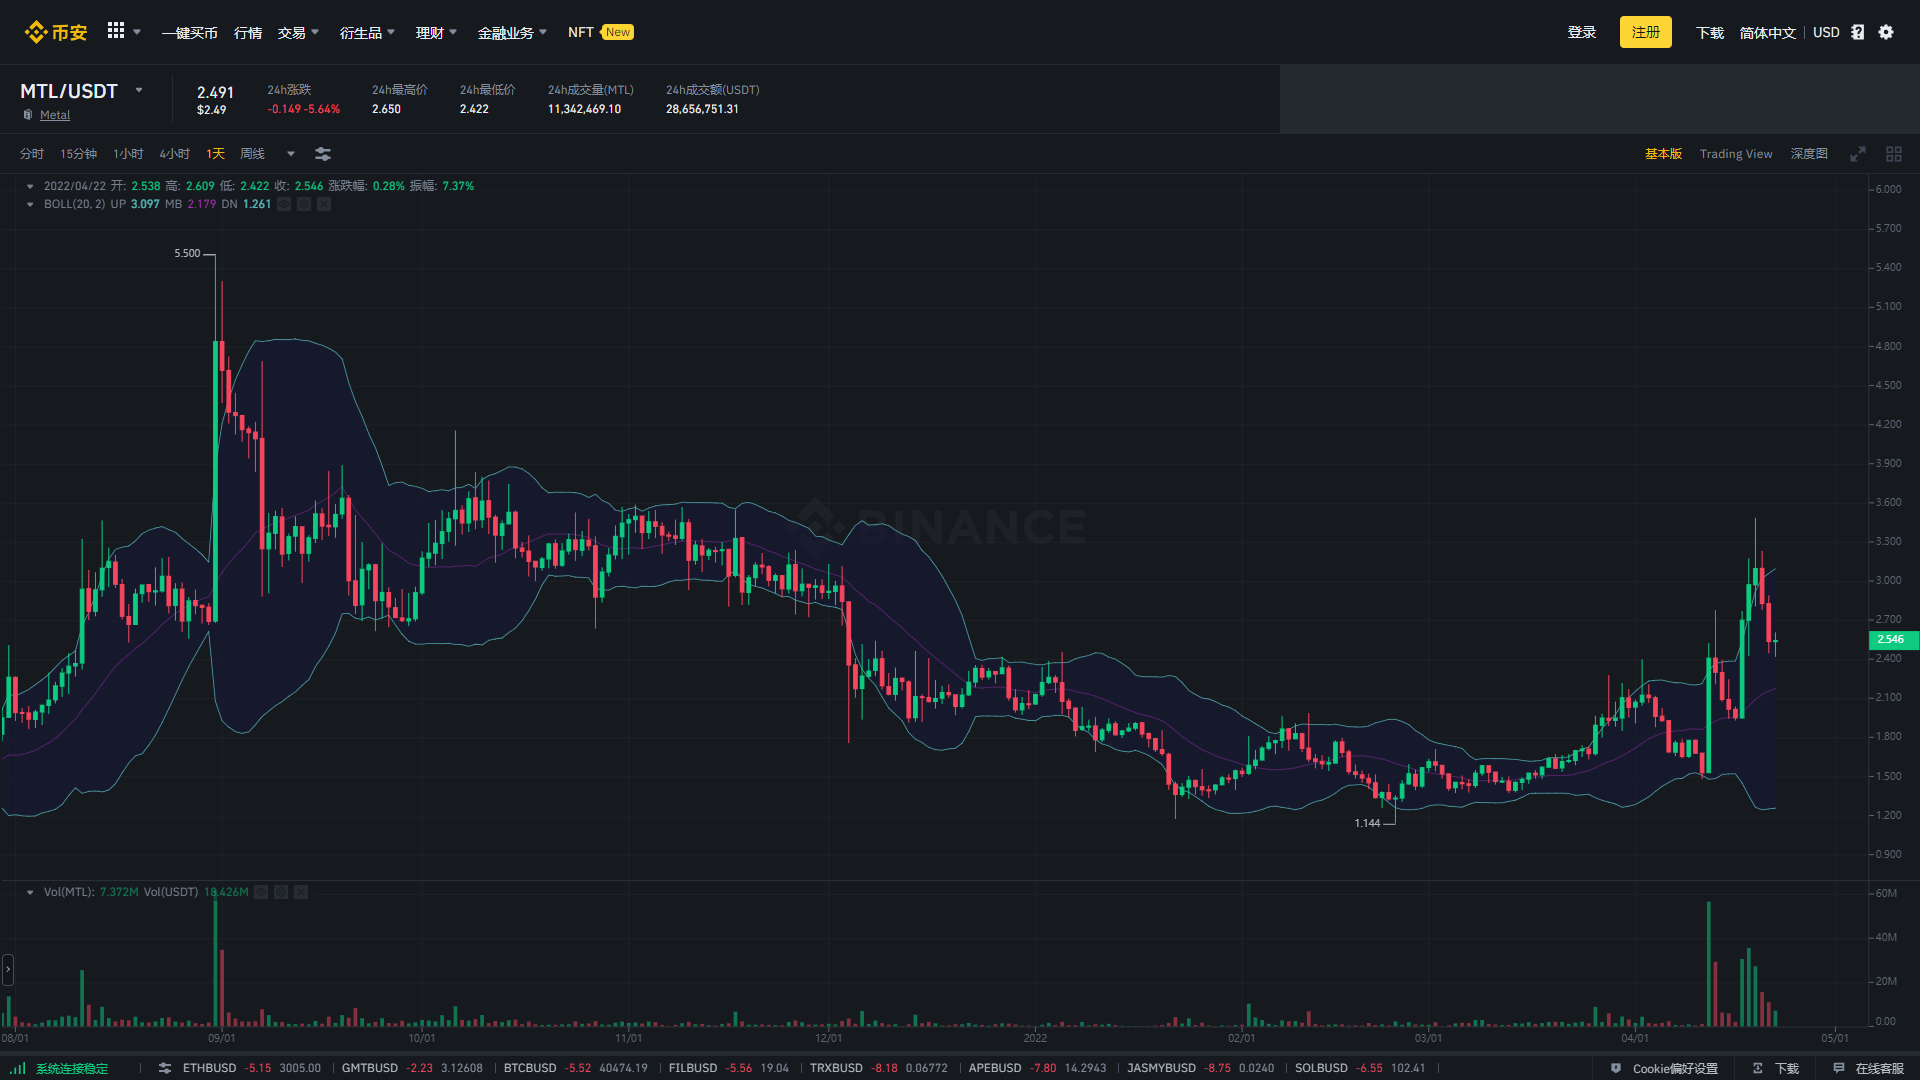 币安 一键买币 行情 交易 衍生品 理财 金融业务 NFT New 登录 注册 下载 简体中文 USD
MTL/USDT
Metal
2.491
$2.49
24h涨跌
-0.149 -5.64%
24h最高价
2.650
24h最低价
2.422
24h成交量(MTL)
11,342,469.10
24h成交额(USDT)
28,656,751.31
分时 15分钟 1小时 4小时 1天 周线 基本版 Trading View 深度图
2022/04/22 开: 2.538 高: 2.609 低: 2.422 收: 2.546 涨跌幅: 0.28% 振幅: 7.37%
BOLL(20, 2) UP 3.097 MB 2.179 DN 1.261
6.000
5.700
5.400
5.100
4.800
4.500
4.200
3.900
3.600
3.300
3.000
2.700
2.546
2.400
2.100
1.800
1.500
1.200
0.900
5.500
BINANCE
1.144
Vol(MTL): 7.372M Vol(USDT) 18.426M
60M
40M
20M
0.00
08/01 09/01 10/01 11/01 12/01 2022 02/01 03/01 04/01 05/01
系统连接稳定 ETHBUSD -5.15 3005.00 GMTBUSD -2.23 3.12608 BTCBUSD -5.52 40474.19 FILBUSD -5.56 19.04 TRXBUSD -8.18 0.06772 APEBUSD -7.80 14.2943 JASMYBUSD -8.75 0.0240 SOLBUSD -6.55 102.41 Cookie偏好设置 下载 在线客服